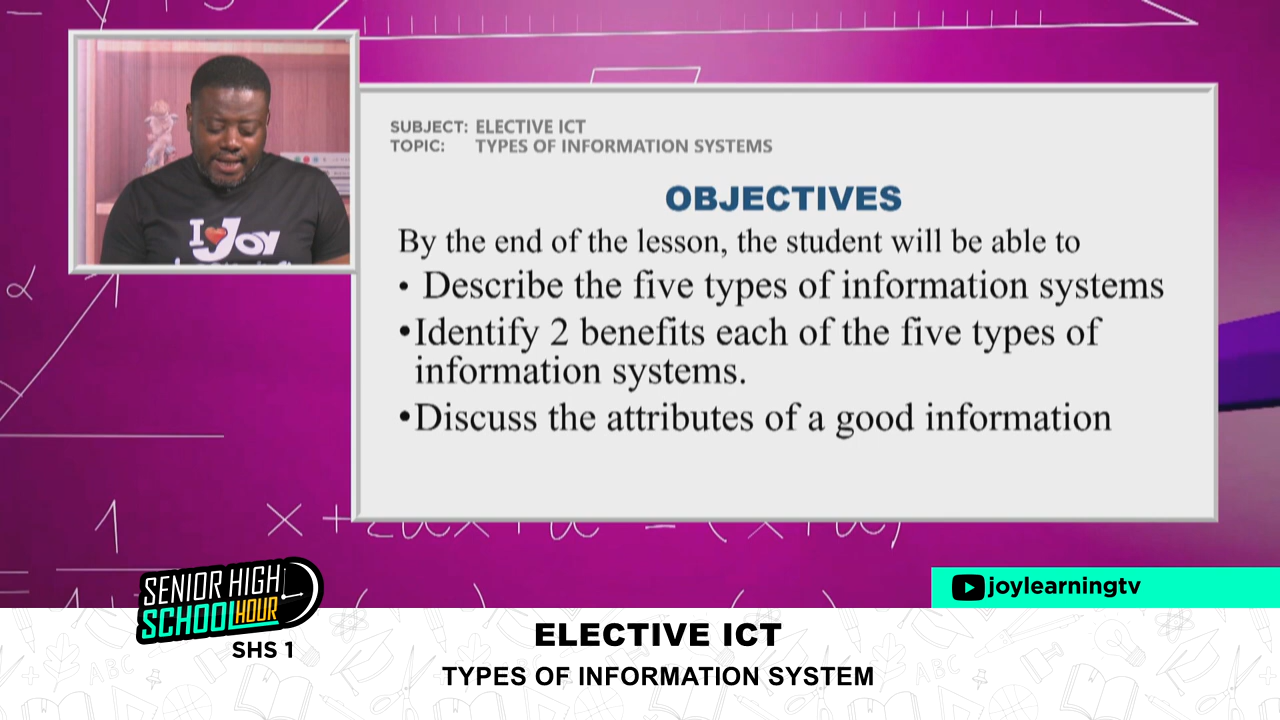 I ❤ Joy
SUBJECT: ELECTIVE ICT
TOPIC: TYPES OF INFORMATION SYSTEMS
OBJECTIVES
By the end of the lesson, the student will be able to
• Describe the five types of information systems
•Identify 2 benefits each of the five types of
information systems.
•Discuss the attributes of a good information
SENIOR HIGH
SCHOOL HOUR
SHS 1
joylearningtv
ELECTIVE ICT
TYPES OF INFORMATION SYSTEM